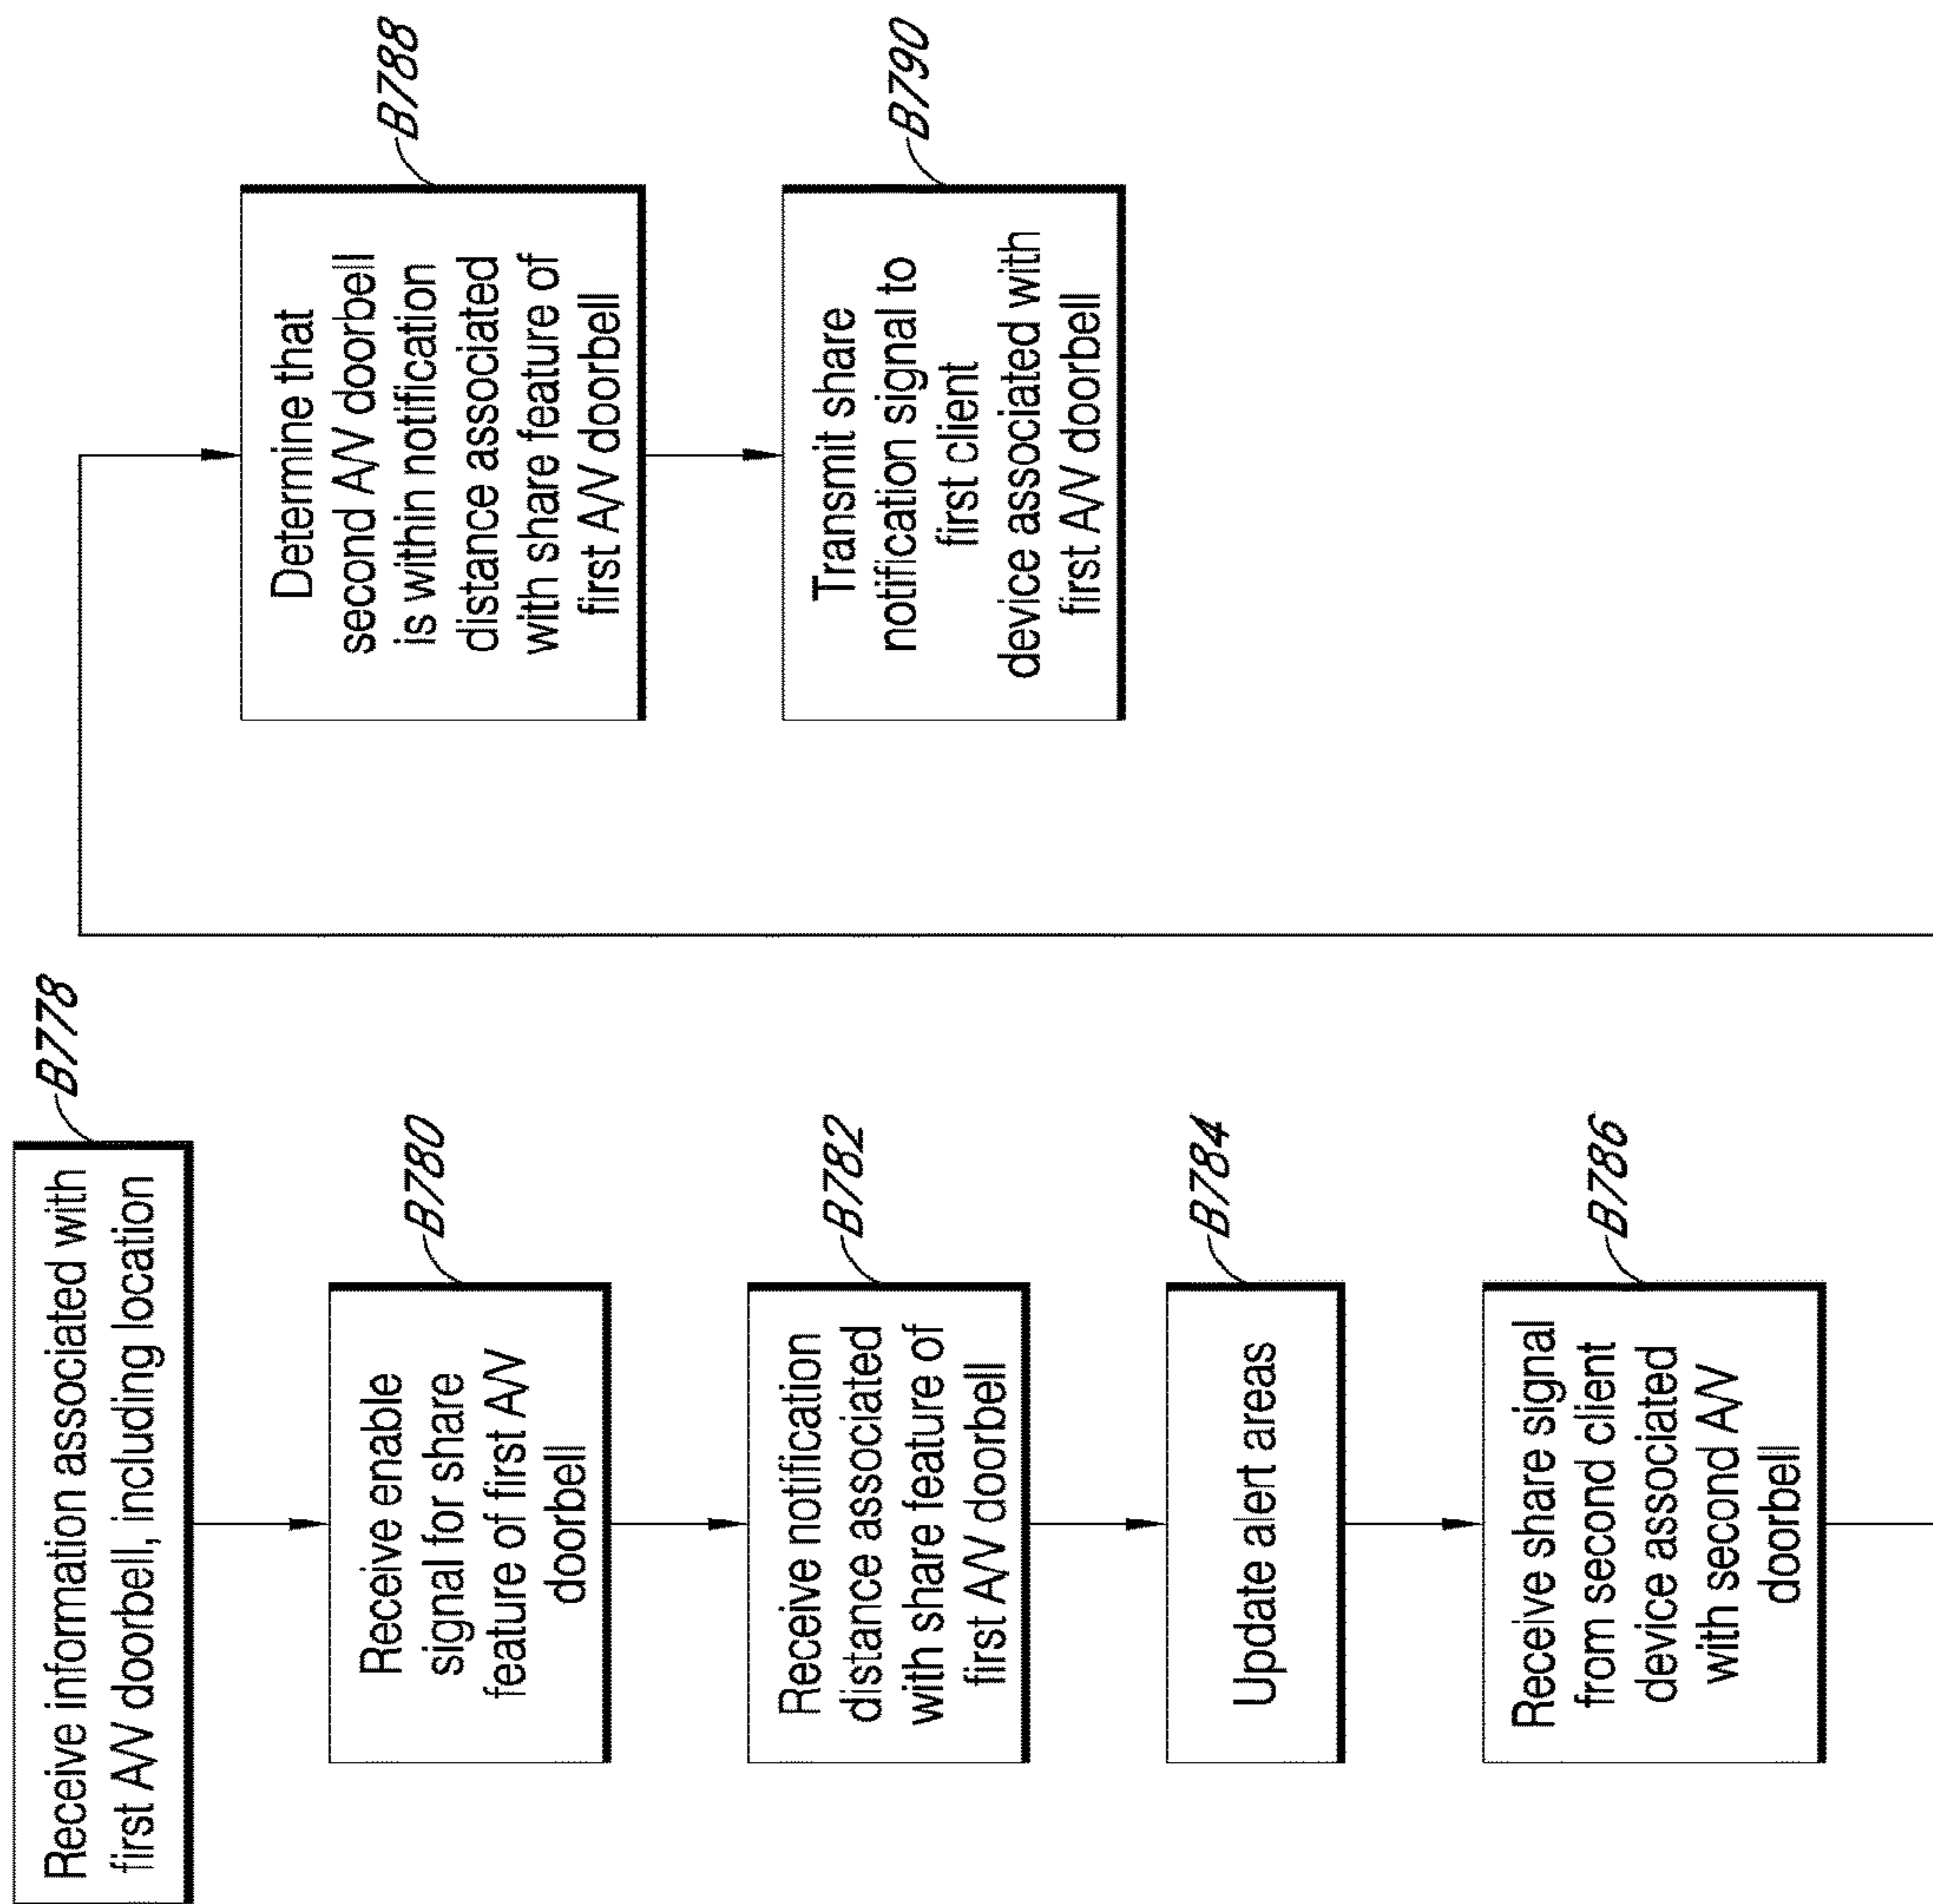 Receive information associated with
first A/V doorbell, including location
B778
Receive enable
signal for share
feature of first A/V
doorbell
B780
Receive notification
distance associated
with share feature of
first A/V doorbell
B782
Update alert areas
B784
Receive share signal
from second client
device associated
with second A/V
doorbell
B786
Determine that
second A/V doorbell
is within notification
distance associated
with share feature of
first A/V doorbell
B788
Transmit share
notification signal to
first client
device associated with
first A/V doorbell
B790